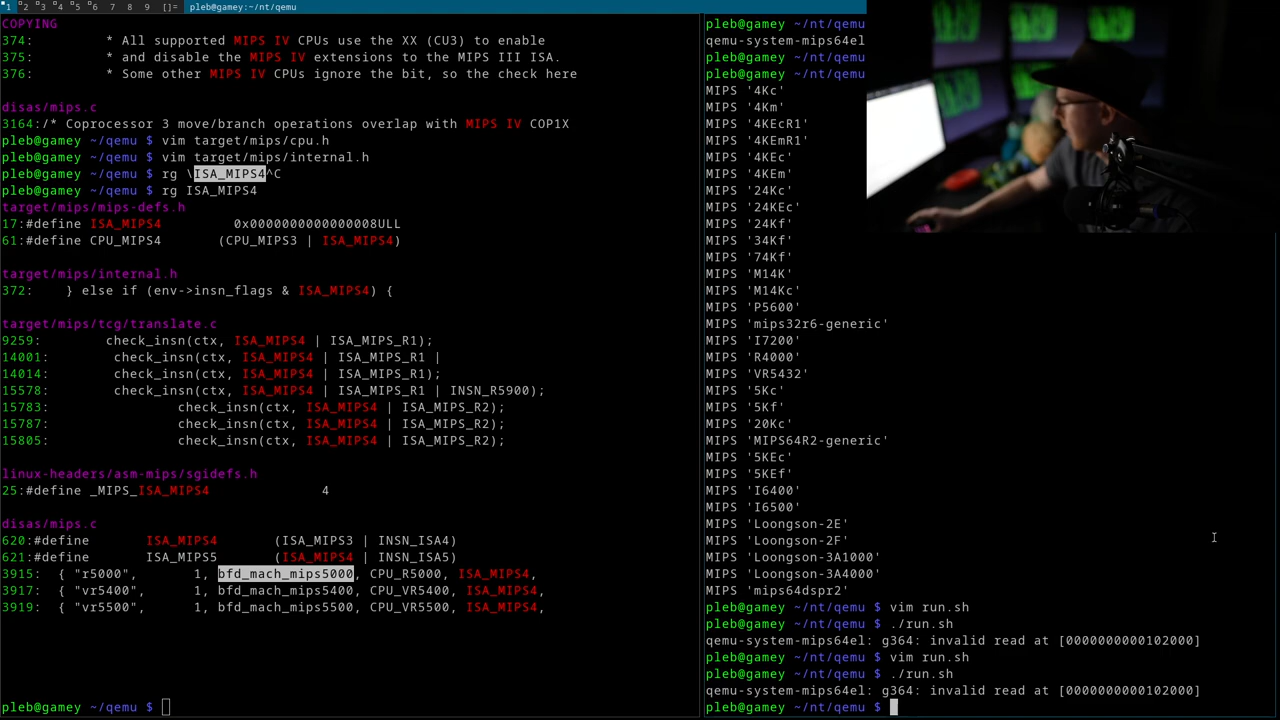 1 2 3 4 5 6 7 8 9 []= pleb@gamey:~/nt/qemu
COPYING
374:         * All supported MIPS IV CPUs use the XX (CU3) to enable
375:         * and disable the MIPS IV extensions to the MIPS III ISA.
376:         * Some other MIPS IV CPUs ignore the bit, so the check here
disas/mips.c
3164:/* Coprocessor 3 move/branch operations overlap with MIPS IV COP1X
pleb@gamey ~/qemu $ vim target/mips/cpu.h
pleb@gamey ~/qemu $ vim target/mips/internal.h
pleb@gamey ~/qemu $ rg \ISA_MIPS4^C
pleb@gamey ~/qemu $ rg ISA_MIPS4
target/mips/mips-defs.h
17:#define ISA_MIPS4         0x0000000000000008ULL
61:#define CPU_MIPS4       (CPU_MIPS3 | ISA_MIPS4)
target/mips/internal.h
372:    } else if (env->insn_flags & ISA_MIPS4) {
target/mips/tcg/translate.c
9259:        check_insn(ctx, ISA_MIPS4 | ISA_MIPS_R1);
14001:        check_insn(ctx, ISA_MIPS4 | ISA_MIPS_R1 |
14014:        check_insn(ctx, ISA_MIPS4 | ISA_MIPS_R1);
15578:        check_insn(ctx, ISA_MIPS4 | ISA_MIPS_R1 | INSN_R5900);
15783:                check_insn(ctx, ISA_MIPS4 | ISA_MIPS_R2);
15787:                check_insn(ctx, ISA_MIPS4 | ISA_MIPS_R2);
15805:                check_insn(ctx, ISA_MIPS4 | ISA_MIPS_R2);
linux-headers/asm-mips/sgidefs.h
25:#define _MIPS_ISA_MIPS4              4
disas/mips.c
620:#define       ISA_MIPS4       (ISA_MIPS3 | INSN_ISA4)
621:#define       ISA_MIPS5       (ISA_MIPS4 | INSN_ISA5)
3915:  { "r5000",      1, bfd_mach_mips5000, CPU_R5000, ISA_MIPS4,
3917:  { "vr5400",     1, bfd_mach_mips5400, CPU_VR5400, ISA_MIPS4,
3919:  { "vr5500",     1, bfd_mach_mips5500, CPU_VR5500, ISA_MIPS4,
pleb@gamey ~/qemu $
pleb@gamey ~/nt/qemu
qemu-system-mips64el
pleb@gamey ~/nt/qemu
pleb@gamey ~/nt/qemu
MIPS '4Kc'
MIPS '4Km'
MIPS '4KEcR1'
MIPS '4KEmR1'
MIPS '4KEc'
MIPS '4KEm'
MIPS '24Kc'
MIPS '24KEc'
MIPS '24Kf'
MIPS '34Kf'
MIPS '74Kf'
MIPS 'M14K'
MIPS 'M14Kc'
MIPS 'P5600'
MIPS 'mips32r6-generic'
MIPS 'I7200'
MIPS 'R4000'
MIPS 'VR5432'
MIPS '5Kc'
MIPS '5Kf'
MIPS '20Kc'
MIPS 'MIPS64R2-generic'
MIPS '5KEc'
MIPS '5KEf'
MIPS 'I6400'
MIPS 'I6500'
MIPS 'Loongson-2E'
MIPS 'Loongson-2F'
MIPS 'Loongson-3A1000'
MIPS 'Loongson-3A4000'
MIPS 'mips64dspr2'
pleb@gamey ~/nt/qemu $ vim run.sh
pleb@gamey ~/nt/qemu $ ./run.sh
qemu-system-mips64el: g364: invalid read at [0000000000102000]
pleb@gamey ~/nt/qemu $ vim run.sh
pleb@gamey ~/nt/qemu $ ./run.sh
qemu-system-mips64el: g364: invalid read at [0000000000102000]
pleb@gamey ~/nt/qemu $